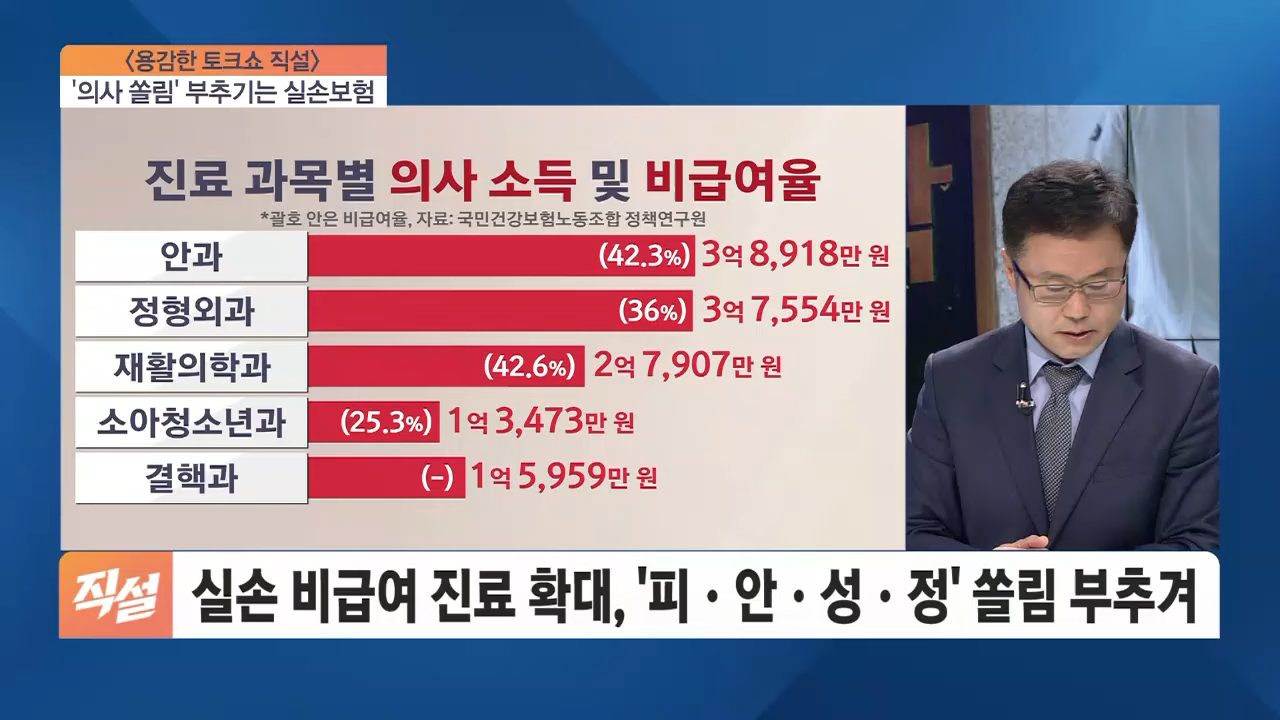 <용감한 토크쇼 직설>
'의사 쏠림' 부추기는 실손보험
진료 과목별 의사 소득 및 비급여율
*괄호 안은 비급여율, 자료: 국민건강보험노동조합 정책연구원
안과 (42.3%) 3억 8,918만 원
정형외과 (36%) 3억 7,554만 원
재활의학과 (42.6%) 2억 7,907만 원
소아청소년과 (25.3%) 1억 3,473만 원
결핵과 (-) 1억 5,959만 원
직설
실손 비급여 진료 확대, '피·안·성·정' 쏠림 부추겨